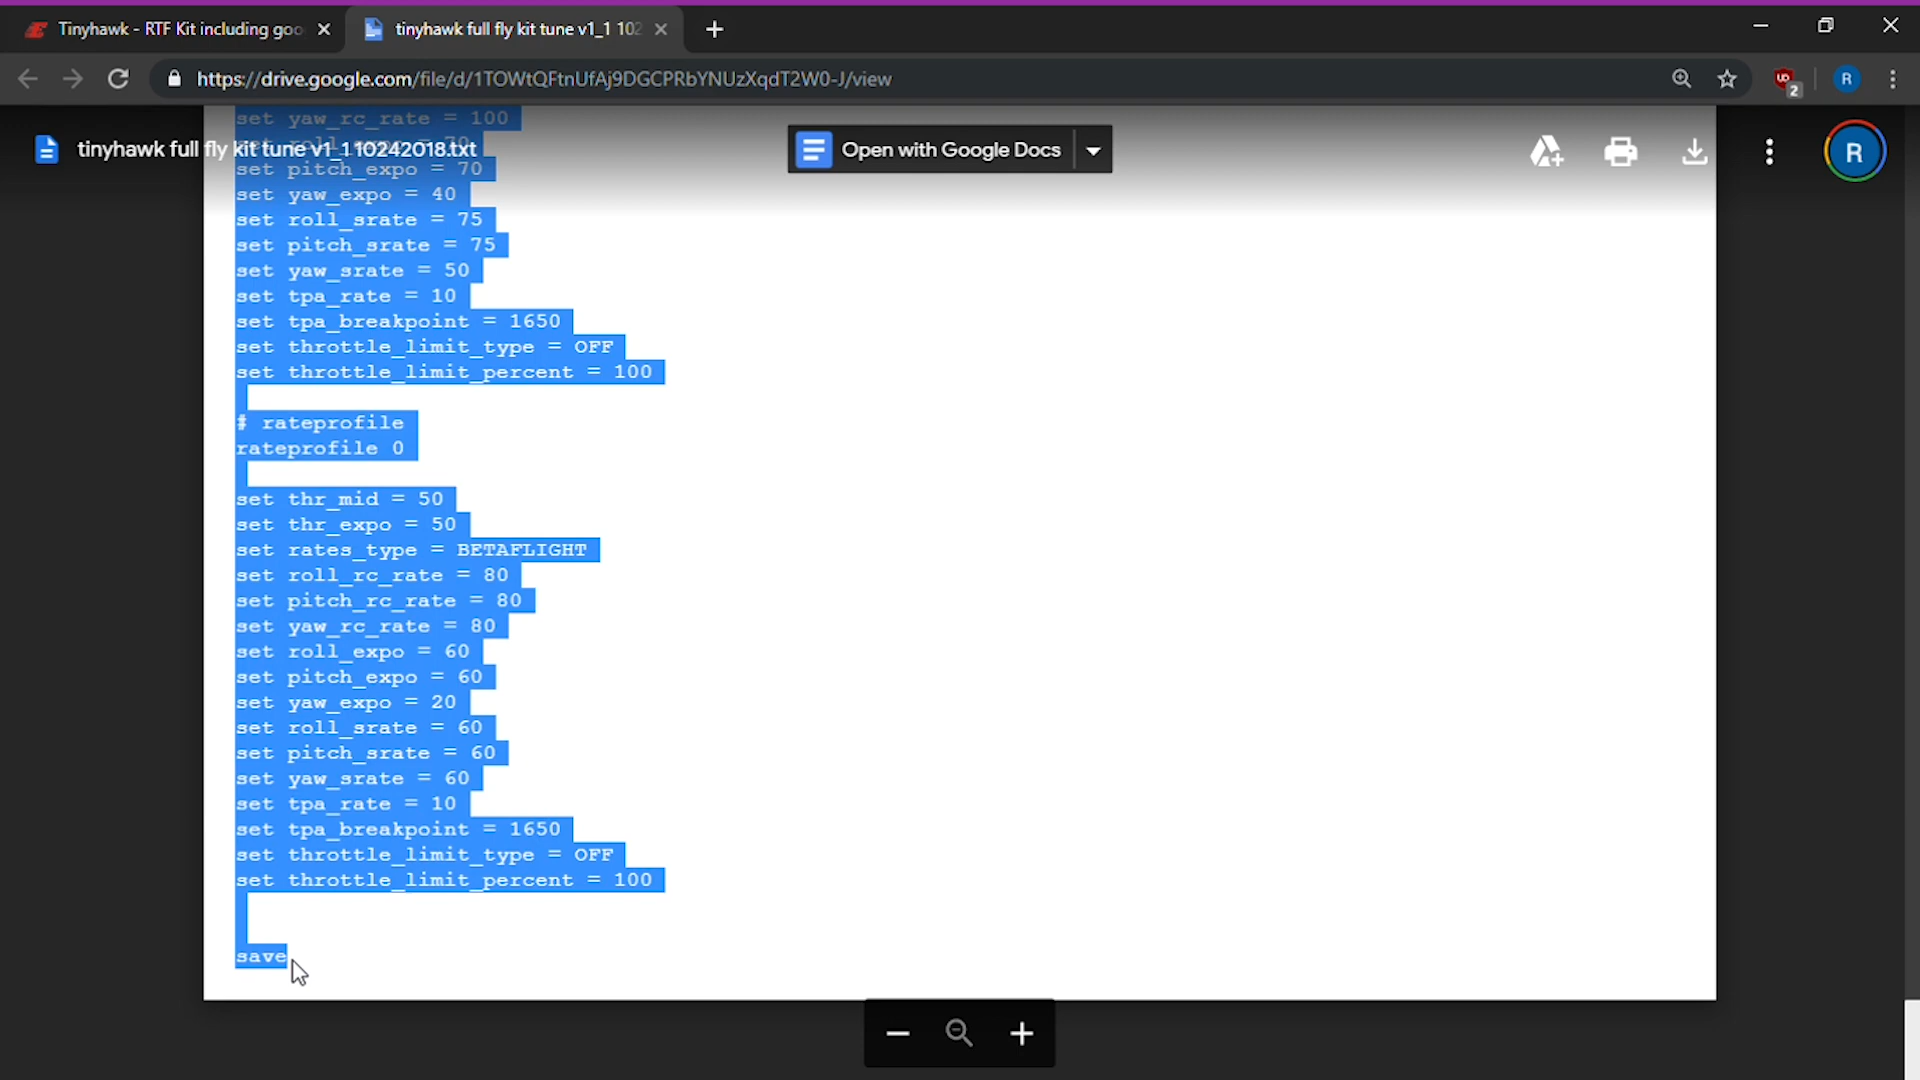 Tinyhawk - RTF Kit including goo
tinyhawk full fly kit tune v1_1 102
https://drive.google.com/file/d/1TOWtQFtnUfAj9DGCPRbYNUzXqdT2W0-J/view
UD
2
R
set yaw_rc_rate = 100
tinyhawk full fly kit tune v1_1 10242018.txt
Open with Google Docs
R
set roll_expo = 70
set pitch_expo = 70
set yaw_expo = 40
set roll_srate = 75
set pitch_srate = 75
set yaw_srate = 50
set tpa_rate = 10
set tpa_breakpoint = 1650
set throttle_limit_type = OFF
set throttle_limit_percent = 100
# rateprofile
rateprofile 0
set thr_mid = 50
set thr_expo = 50
set rates_type = BETAFLIGHT
set roll_rc_rate = 80
set pitch_rc_rate = 80
set yaw_rc_rate = 80
set roll_expo = 60
set pitch_expo = 60
set yaw_expo = 20
set roll_srate = 60
set pitch_srate = 60
set yaw_srate = 60
set tpa_rate = 10
set tpa_breakpoint = 1650
set throttle_limit_type = OFF
set throttle_limit_percent = 100
save